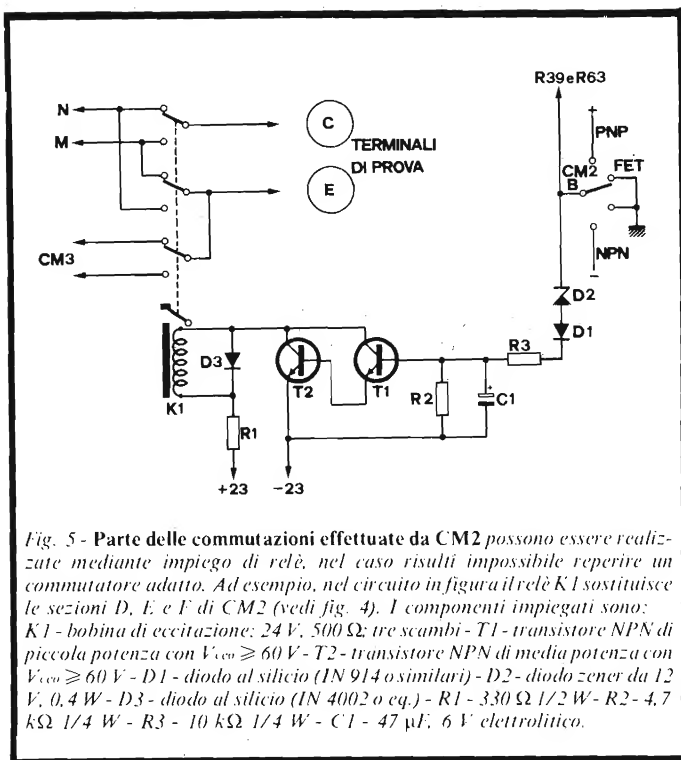 R39eR63
N
M
C
TERMINALI
DI PROVA
E
+
PNP
CM2
FET
B
NPN
−
CM3
D2
D1
R3
D3
K1
T2
T1
R2
+
C1
R1
+23
−23
Fig. 5 - Parte delle commutazioni effettuate da CM2 possono essere realiz-
zate mediante impiego di relè, nel caso risulti impossibile reperire un
commutatore adatto. Ad esempio, nel circuito in figura il relè K1 sostituisce
le sezioni D, E e F di CM2 (vedi fig. 4). I componenti impiegati sono:
K1 - bobina di eccitazione: 24 V, 500 Ω; tre scambi - T1 - transistore NPN di
piccola potenza con Vceo ⩾ 60 V - T2 - transistore NPN di media potenza con
Vceo ⩾ 60 V - D1 - diodo al silicio (IN 914 o similari) - D2 - diodo zener da 12
V, 0,4 W - D3 - diodo al silicio (IN 4002 o eq.) - R1 - 330 Ω 1/2 W - R2 - 4,7
kΩ 1/4 W - R3 - 10 kΩ 1/4 W - C1 - 47 µF, 6 V elettrolitico.